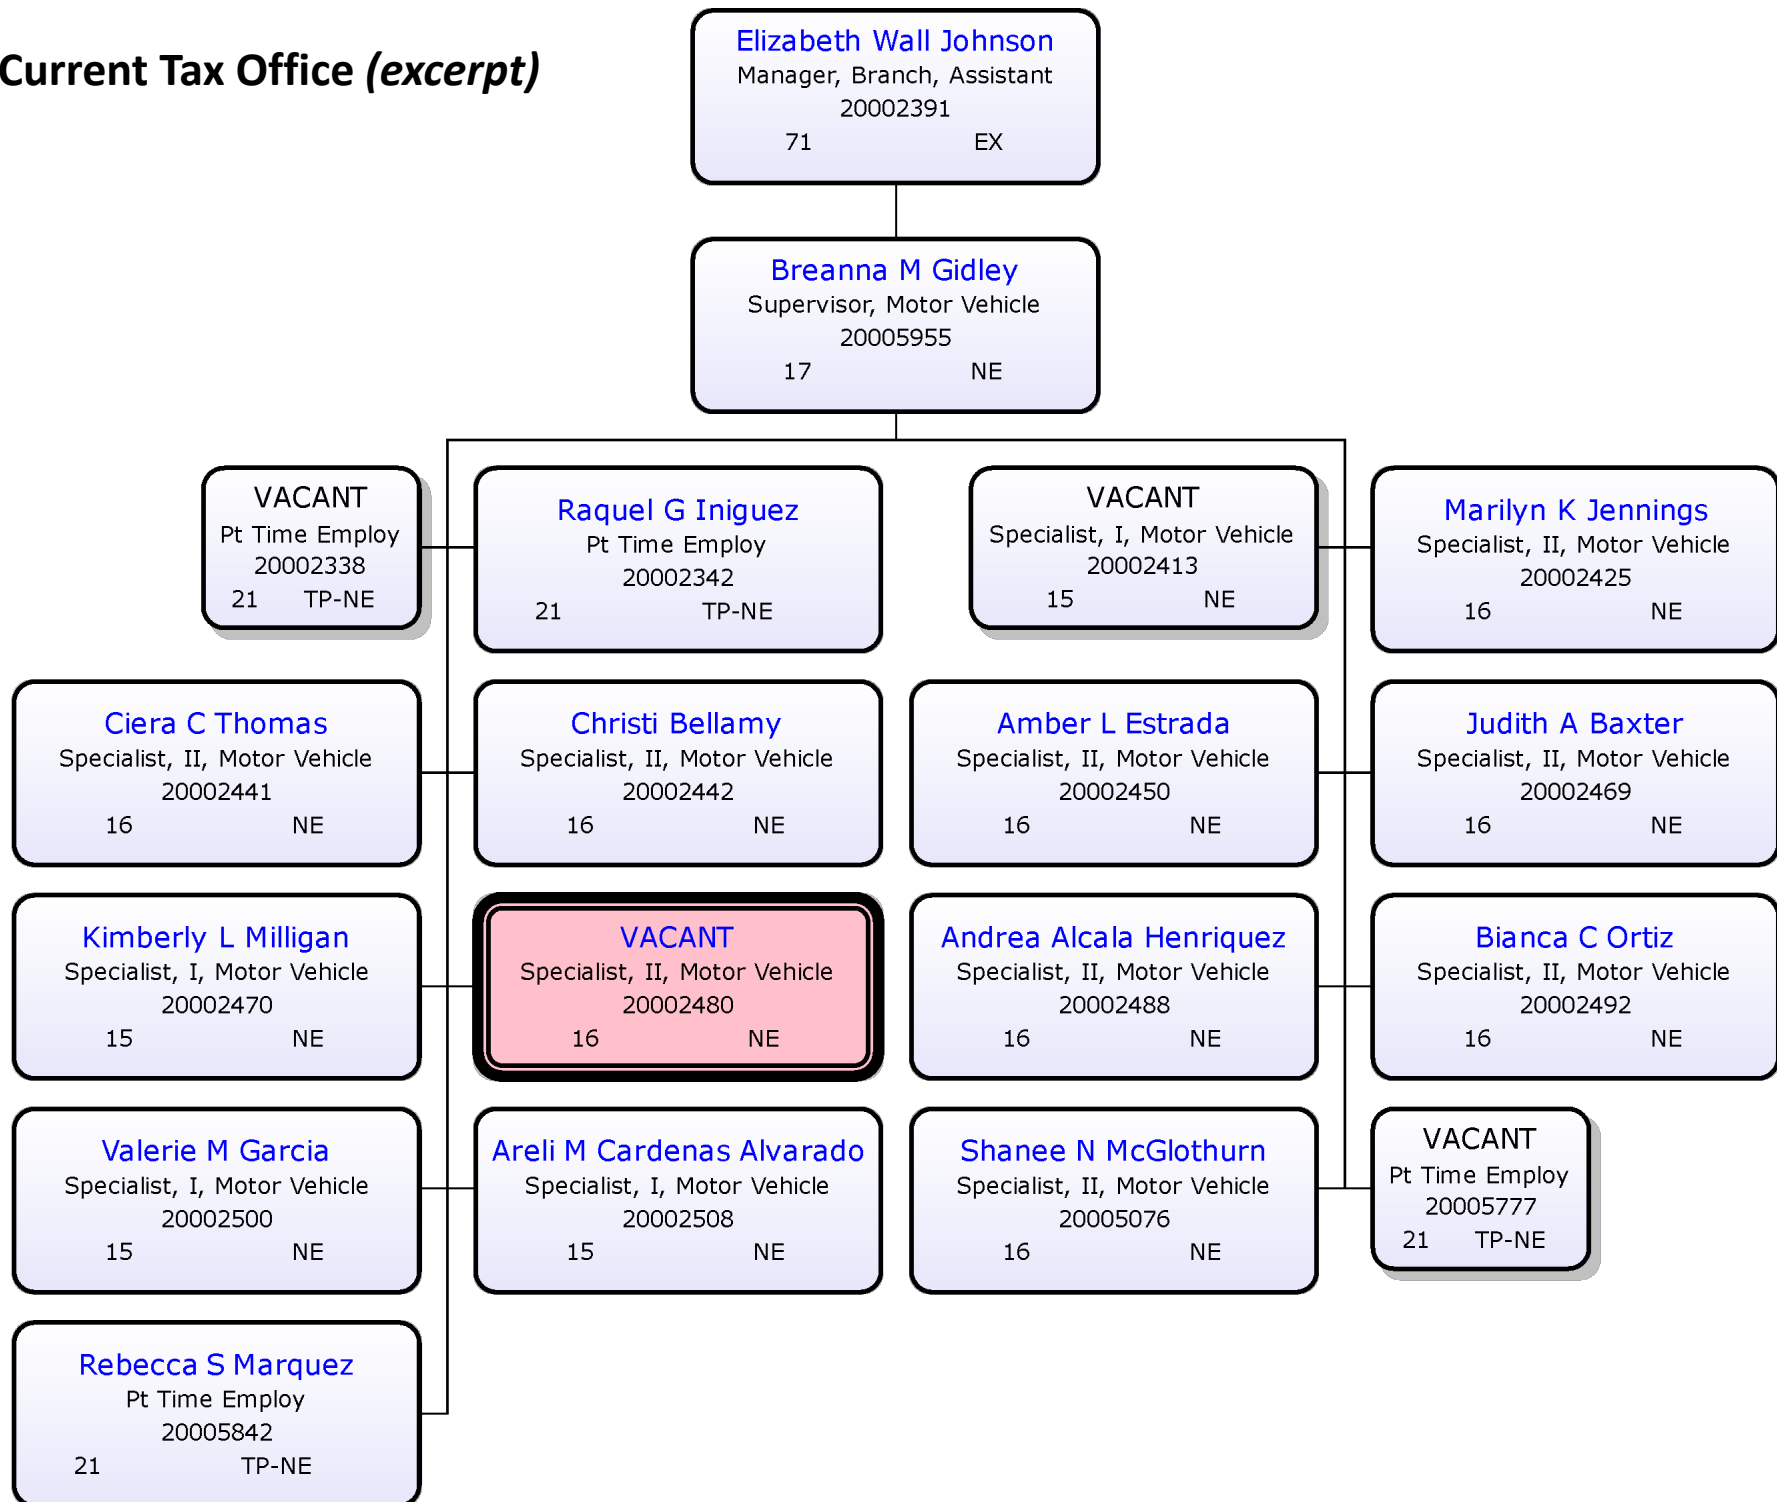 Current Tax Office (excerpt)
Elizabeth Wall Johnson
Manager, Branch, Assistant
20002391
71 EX
Breanna M Gidley
Supervisor, Motor Vehicle
20005955
17 NE
VACANT
Pt Time Employ
20002338
21 TP-NE
Raquel G Iniguez
Pt Time Employ
20002342
21 TP-NE
VACANT
Specialist, I, Motor Vehicle
20002413
15 NE
Marilyn K Jennings
Specialist, II, Motor Vehicle
20002425
16 NE
Ciera C Thomas
Specialist, II, Motor Vehicle
20002441
16 NE
Christi Bellamy
Specialist, II, Motor Vehicle
20002442
16 NE
Amber L Estrada
Specialist, II, Motor Vehicle
20002450
16 NE
Judith A Baxter
Specialist, II, Motor Vehicle
20002469
16 NE
Kimberly L Milligan
Specialist, I, Motor Vehicle
20002470
15 NE
VACANT
Specialist, II, Motor Vehicle
20002480
16 NE
Andrea Alcala Henriquez
Specialist, II, Motor Vehicle
20002488
16 NE
Bianca C Ortiz
Specialist, II, Motor Vehicle
20002492
16 NE
Valerie M Garcia
Specialist, I, Motor Vehicle
20002500
15 NE
Areli M Cardenas Alvarado
Specialist, I, Motor Vehicle
20002508
15 NE
Shanee N McGlothurn
Specialist, II, Motor Vehicle
20005076
16 NE
VACANT
Pt Time Employ
20005777
21 TP-NE
Rebecca S Marquez
Pt Time Employ
20005842
21 TP-NE